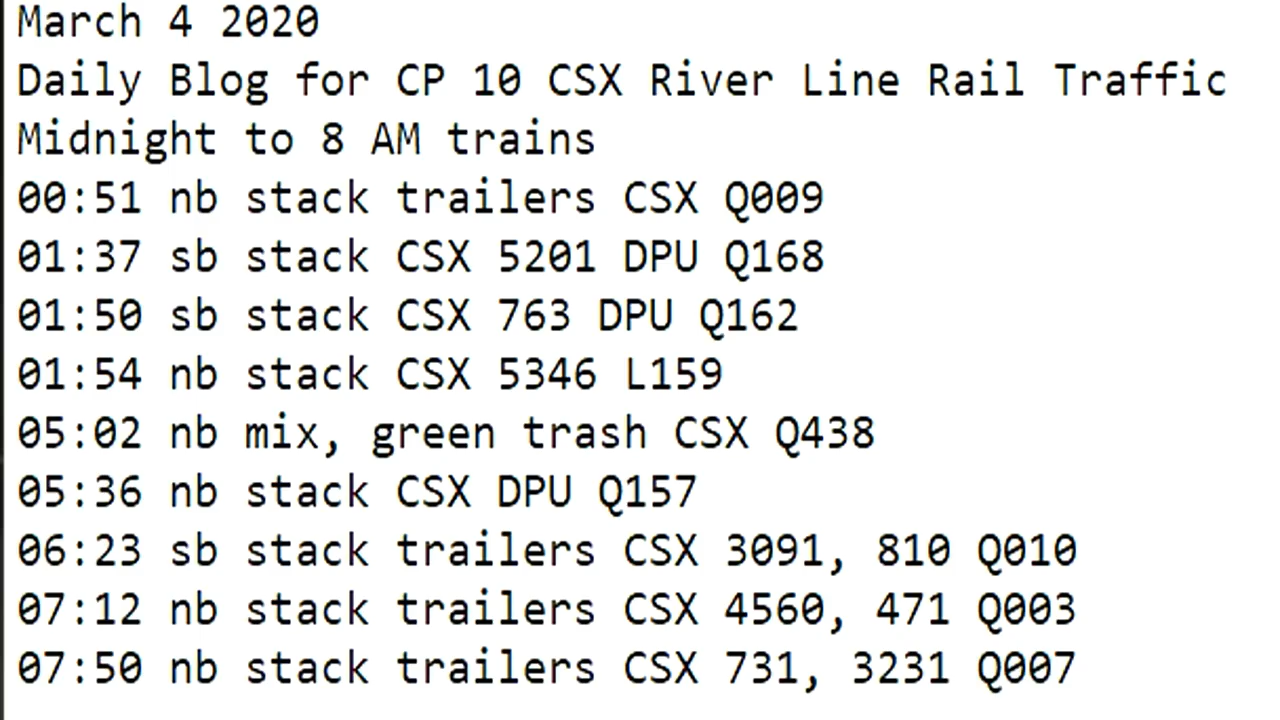 March 4 2020
Daily Blog for CP 10 CSX River Line Rail Traffic
Midnight to 8 AM trains
00:51 nb stack trailers CSX Q009
01:37 sb stack CSX 5201 DPU Q168
01:50 sb stack CSX 763 DPU Q162
01:54 nb stack CSX 5346 L159
05:02 nb mix, green trash CSX Q438
05:36 nb stack CSX DPU Q157
06:23 sb stack trailers CSX 3091, 810 Q010
07:12 nb stack trailers CSX 4560, 471 Q003
07:50 nb stack trailers CSX 731, 3231 Q007